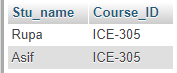 Stu_name Course_ID
Rupa ICE-305
Asif ICE-305